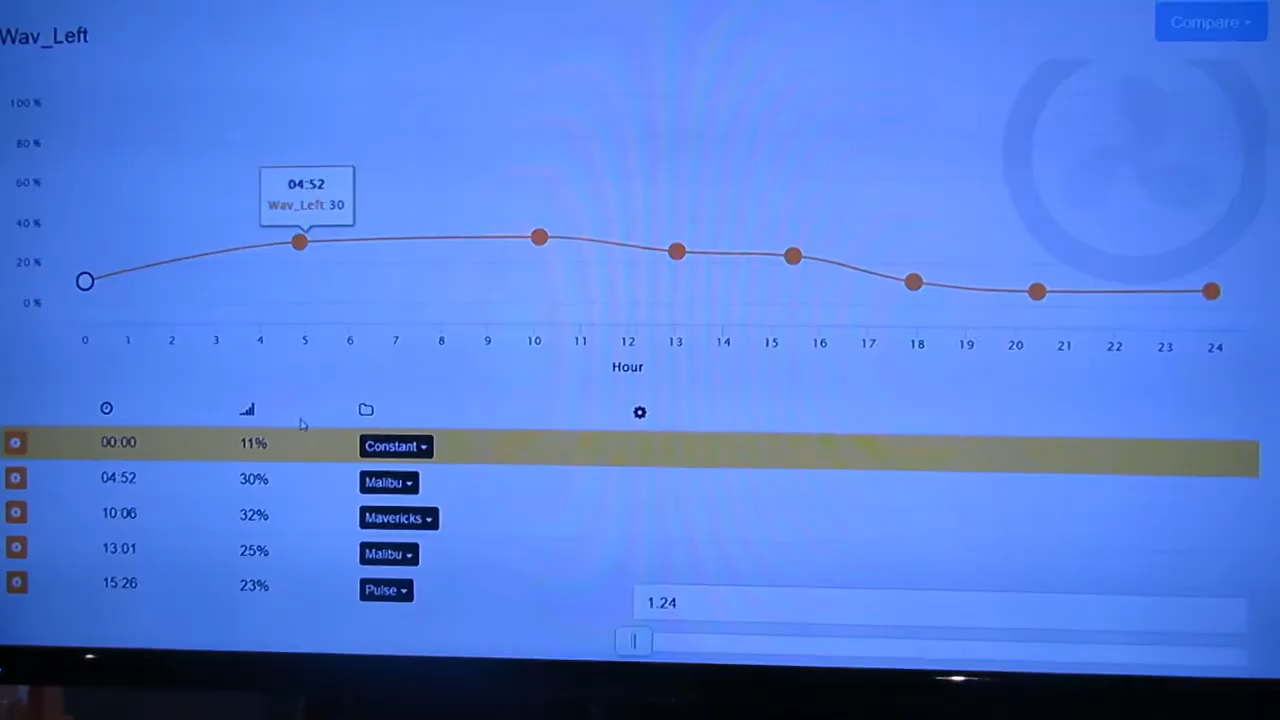 Wav_Left
Compare
100 %
80 %
60 %
40 %
20 %
0 %
04:52
Wav_Left: 30
0 1 2 3 4 5 6 7 8 9 10 11 12 13 14 15 16 17 18 19 20 21 22 23 24
Hour
00:00 11% Constant
04:52 30% Malibu
10:06 32% Mavericks
13:01 25% Malibu
15:26 23% Pulse
1.24